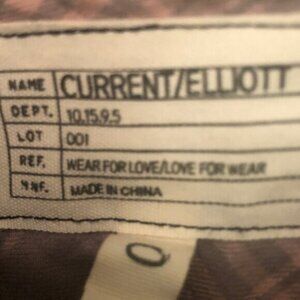 NAME CURRENT/ELLIOTT
DEPT. 10.15.9.5
LOT 001
REF. WEAR FOR LOVE/LOVE FOR WEAR
MNF. MADE IN CHINA
0